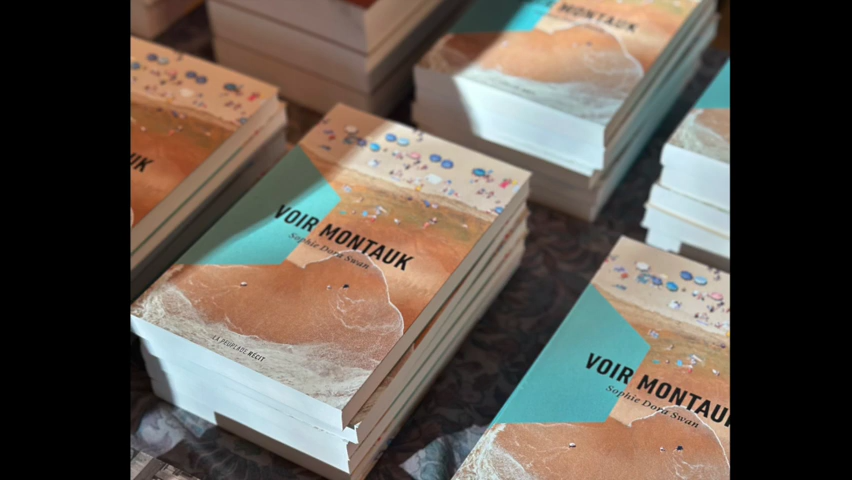 MONTAUK
UK
VOIR MONTAUK
Sophie Dora Swan
LA PEUPLADE RÉCIT
VOIR MONTAUK
Sophie Dora Swan